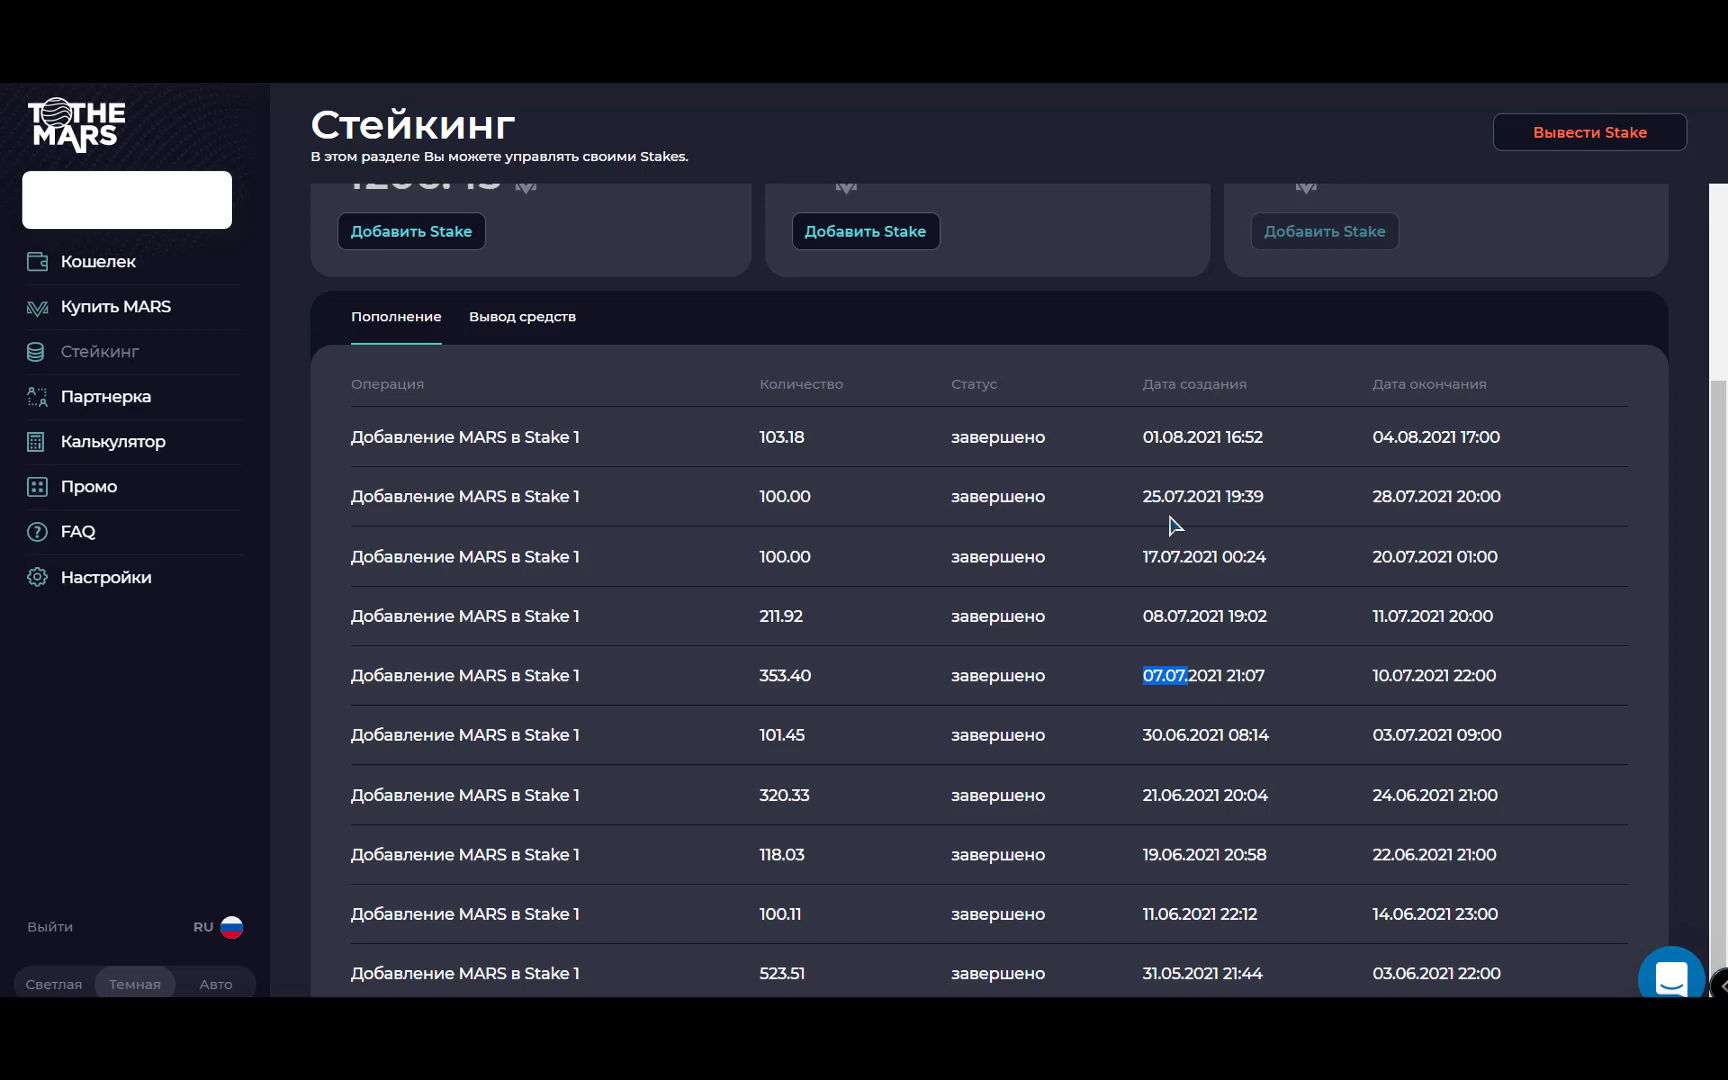 TOTHE
MARS
Стейкинг
В этом разделе Вы можете управлять своими Stakes.
Вывести Stake
Добавить Stake
Добавить Stake
Добавить Stake
Кошелек
Купить MARS
Стейкинг
Партнерка
Калькулятор
Промо
FAQ
Настройки
Выйти
RU
Светлая
Темная
Авто
Пополнение Вывод средств
Операция Количество Статус Дата создания Дата окончания
Добавление MARS в Stake 1 103.18 завершено 01.08.2021 16:52 04.08.2021 17:00
Добавление MARS в Stake 1 100.00 завершено 25.07.2021 19:39 28.07.2021 20:00
Добавление MARS в Stake 1 100.00 завершено 17.07.2021 00:24 20.07.2021 01:00
Добавление MARS в Stake 1 211.92 завершено 08.07.2021 19:02 11.07.2021 20:00
Добавление MARS в Stake 1 353.40 завершено 07.07.2021 21:07 10.07.2021 22:00
Добавление MARS в Stake 1 101.45 завершено 30.06.2021 08:14 03.07.2021 09:00
Добавление MARS в Stake 1 320.33 завершено 21.06.2021 20:04 24.06.2021 21:00
Добавление MARS в Stake 1 118.03 завершено 19.06.2021 20:58 22.06.2021 21:00
Добавление MARS в Stake 1 100.11 завершено 11.06.2021 22:12 14.06.2021 23:00
Добавление MARS в Stake 1 523.51 завершено 31.05.2021 21:44 03.06.2021 22:00